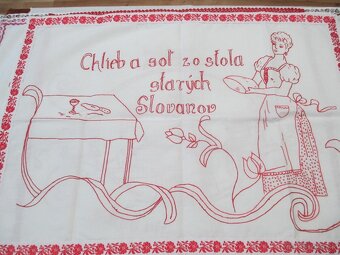 Chlieb a soľ zo stola
starých
Slovanov